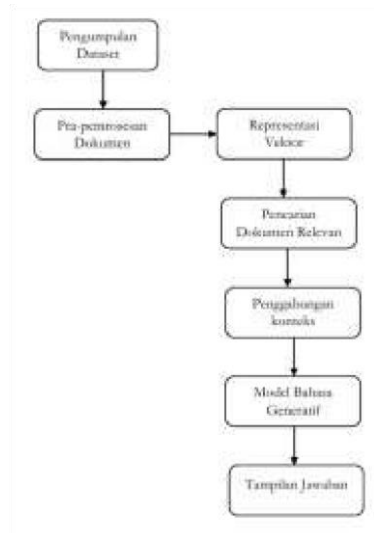 Pengumpulan
Dataset
Pra-pemrosesan
Dokumen
Representasi
Vektor
Pencarian
Dokumen Relevan
Penggabungan
konteks
Model Bahasa
Generatif
Tampilan Jawaban